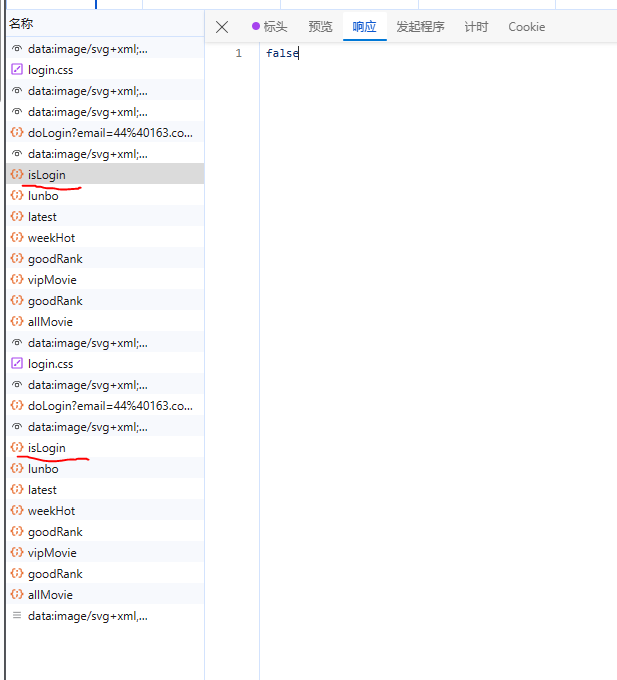 名称
标头 预览 响应 发起程序 计时 Cookie
1 false
data:image/svg+xml;...
login.css
data:image/svg+xml;...
data:image/svg+xml;...
doLogin?email=44%40163.co...
data:image/svg+xml;...
isLogin
lunbo
latest
weekHot
goodRank
vipMovie
goodRank
allMovie
data:image/svg+xml;...
login.css
data:image/svg+xml;...
doLogin?email=44%40163.co...
data:image/svg+xml;...
isLogin
lunbo
latest
weekHot
goodRank
vipMovie
goodRank
allMovie
data:image/svg+xml,...